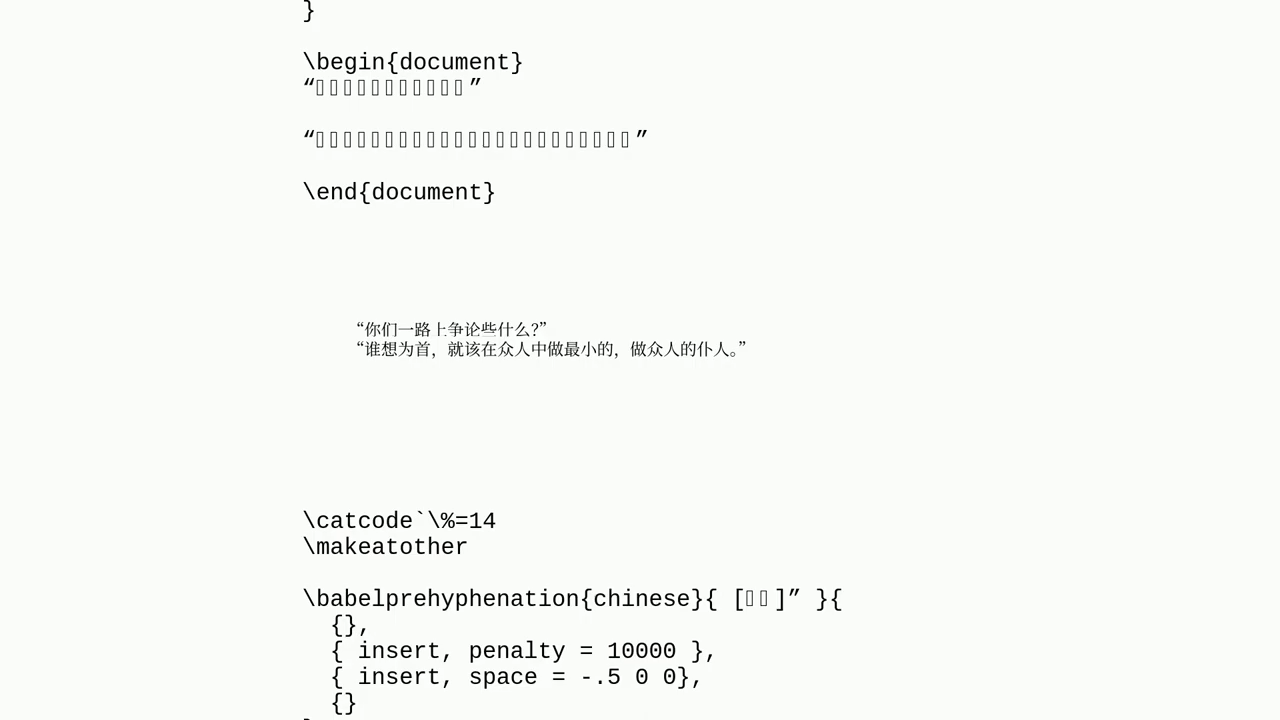 }
\begin{document}
“▯▯▯▯▯▯▯▯▯▯▯”
“▯▯▯▯▯▯▯▯▯▯▯▯▯▯▯▯▯▯▯▯▯▯▯”
\end{document}
“你们一路上争论些什么？”
“谁想为首，就该在众人中做最小的，做众人的仆人。”
\catcode`\%=14
\makeatother
\babelprehyphenation{chinese}{ [▯▯]” }{
{},
{ insert, penalty = 10000 },
{ insert, space = -.5 0 0},
{}